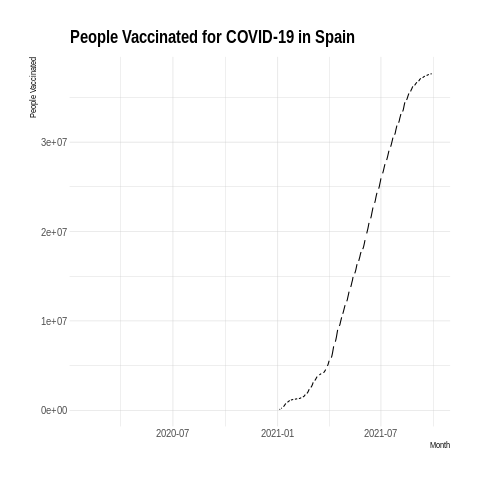 People Vaccinated for COVID-19 in Spain
People Vaccinated
3e+07
2e+07
1e+07
0e+00
2020-07
2021-01
2021-07
Month